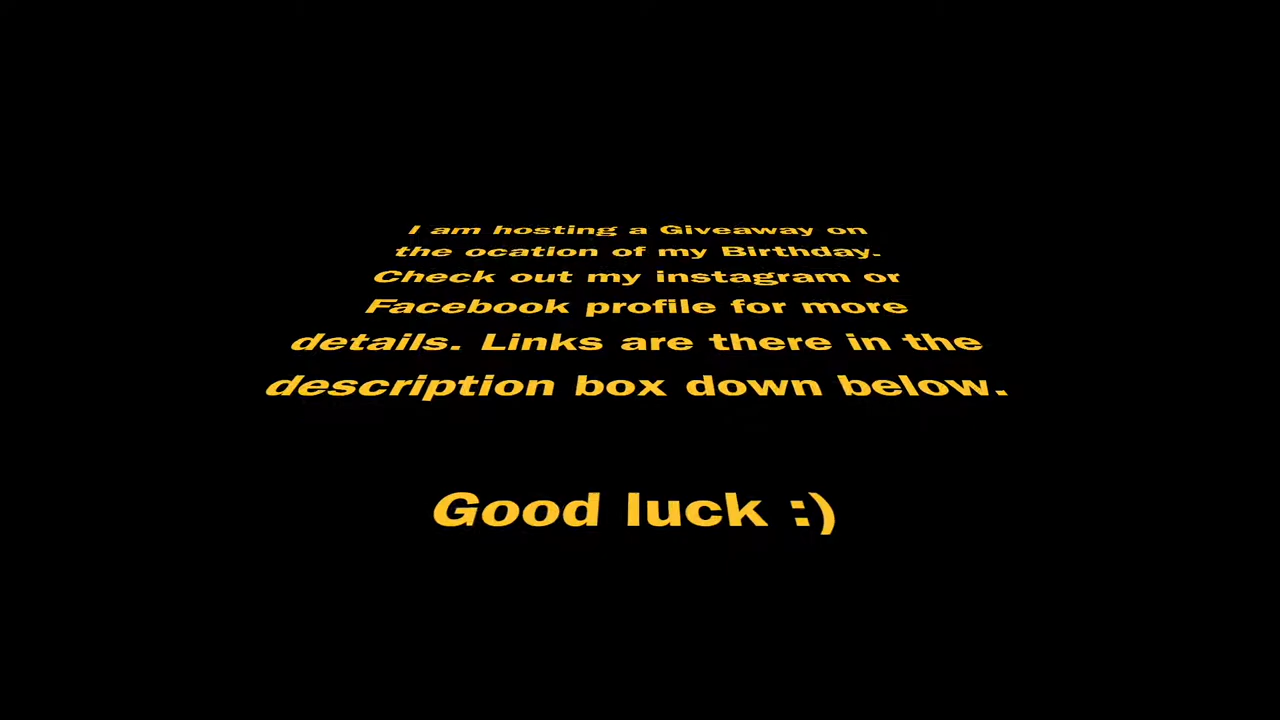 I am hosting a Giveaway on
the ocation of my Birthday.
Check out my instagram or
Facebook profile for more
details. Links are there in the
description box down below.
Good luck :)